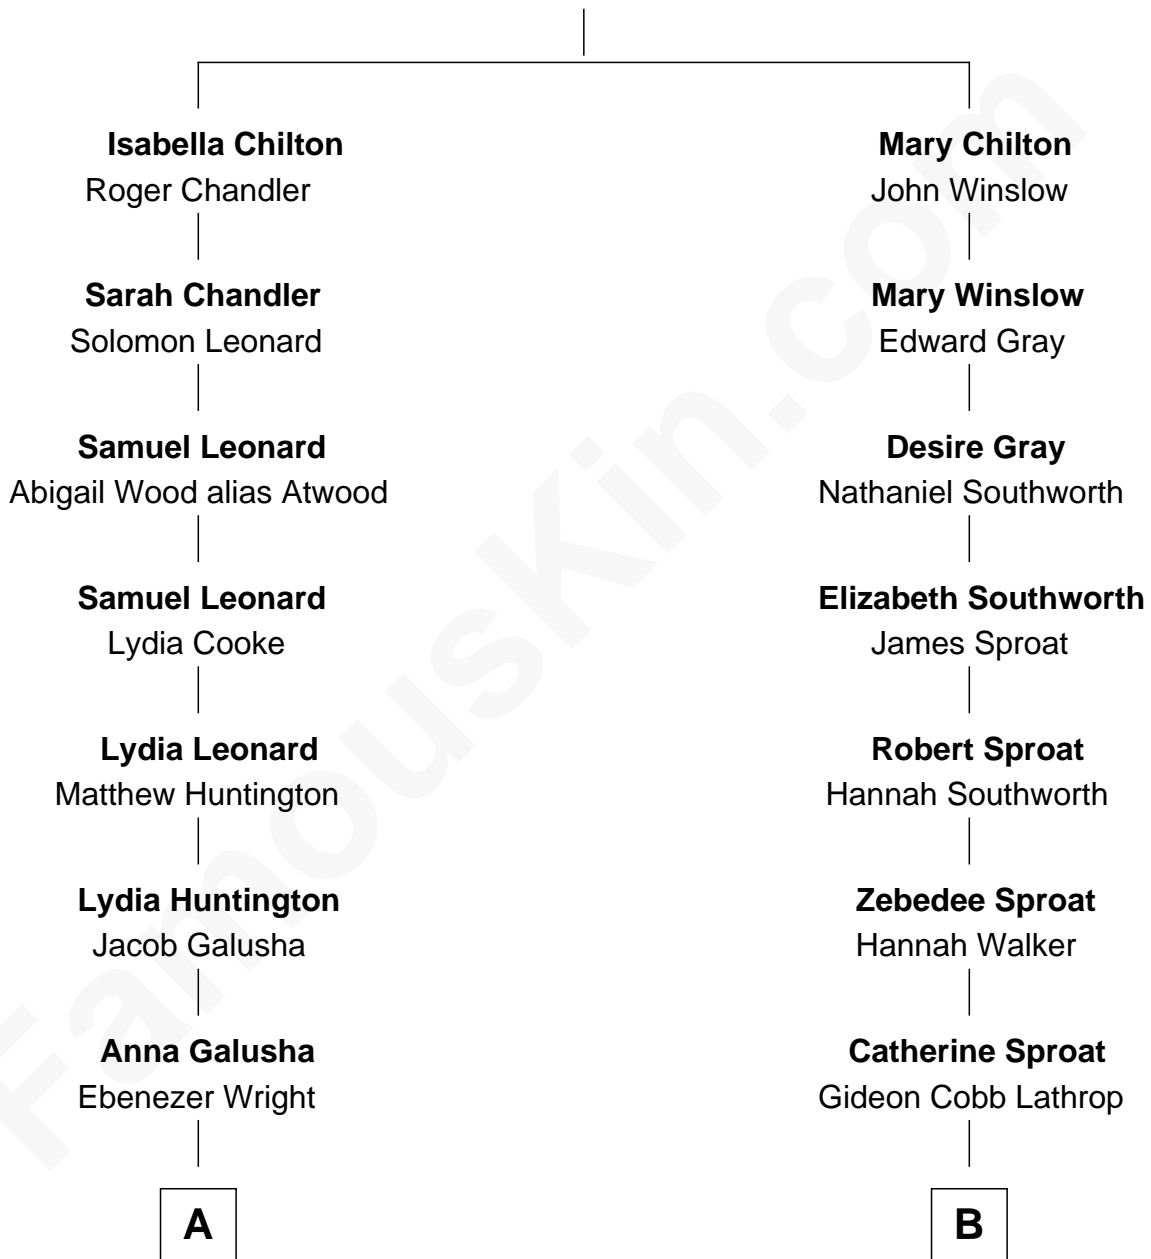 Isabella Chilton
Roger Chandler
Sarah Chandler
Solomon Leonard
Samuel Leonard
Abigail Wood alias Atwood
Samuel Leonard
Lydia Cooke
Lydia Leonard
Matthew Huntington
Lydia Huntington
Jacob Galusha
Anna Galusha
Ebenezer Wright
A
Mary Chilton
John Winslow
Mary Winslow
Edward Gray
Desire Gray
Nathaniel Southworth
Elizabeth Southworth
James Sproat
Robert Sproat
Hannah Southworth
Zebedee Sproat
Hannah Walker
Catherine Sproat
Gideon Cobb Lathrop
B
FamousKin.com